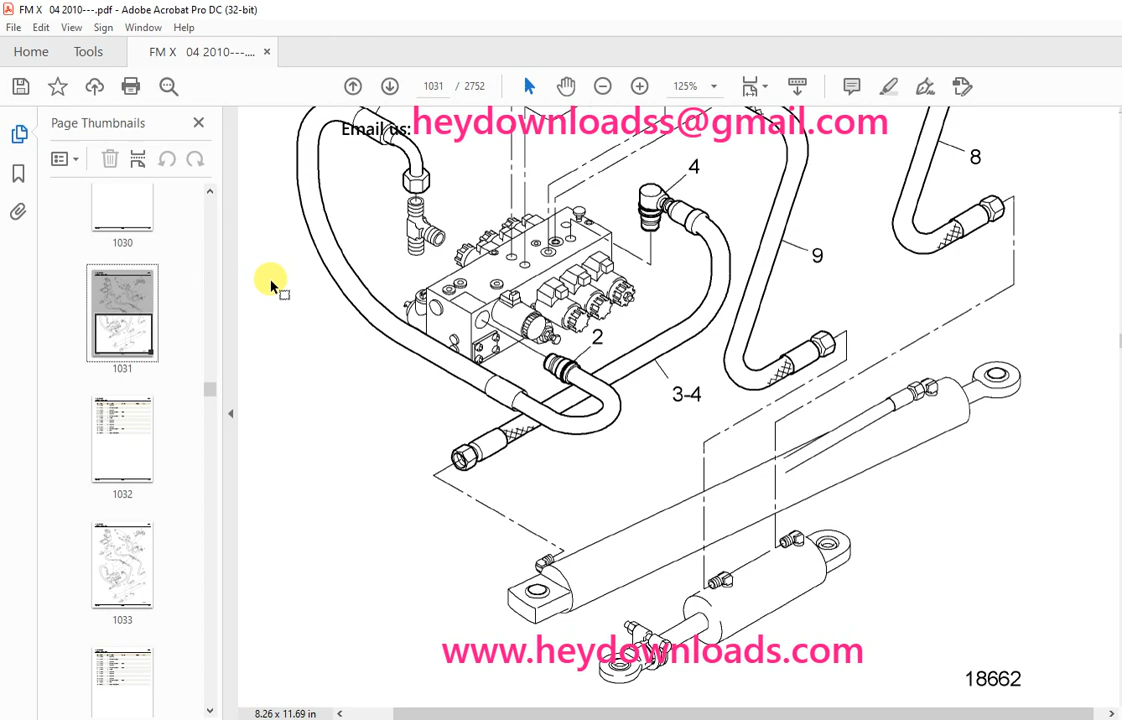 FM X 04 2010---.pdf - Adobe Acrobat Pro DC (32-bit)
File Edit View Sign Window Help
Home Tools FM X 04 2010---.... ×
1031 / 2752 125%
Page Thumbnails
1030
1031
1032
1033
Email us:heydownloadss@gmail.com
8
4
9
2
3-4
www.heydownloads.com
18662
8.26 x 11.69 in